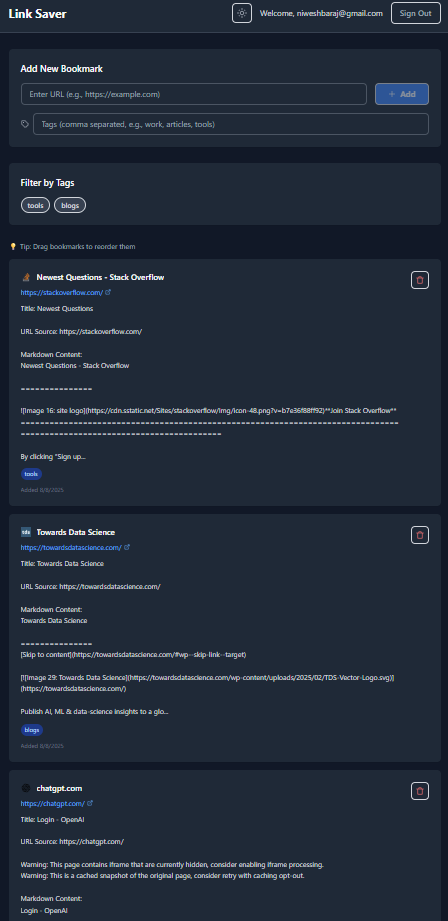 Link Saver
Welcome, niweshbaraj@gmail.com
Sign Out
Add New Bookmark
Enter URL (e.g., https://example.com)
+ Add
Tags (comma separated, e.g., work, articles, tools)
Filter by Tags
tools
blogs
💡 Tip: Drag bookmarks to reorder them
Newest Questions - Stack Overflow
https://stackoverflow.com/
Title: Newest Questions
URL Source: https://stackoverflow.com/
Markdown Content:
Newest Questions - Stack Overflow
===============
![Image 16: site logo](https://cdn.sstatic.net/Sites/stackoverflow/Img/icon-48.png?v=b7e36f88ff92)**Join Stack Overflow**
By clicking "Sign up...
tools
Added 8/8/2025
tds
Towards Data Science
https://towardsdatascience.com/
Title: Towards Data Science
URL Source: https://towardsdatascience.com/
Markdown Content:
Towards Data Science
===============
[Skip to content](https://towardsdatascience.com/#wp--skip-link--target)
[![Image 29: Towards Data Science](https://towardsdatascience.com/wp-content/uploads/2025/02/TDS-Vector-Logo.svg)]
(https://towardsdatascience.com/)
Publish AI, ML & data-science insights to a glo...
blogs
Added 8/8/2025
chatgpt.com
https://chatgpt.com/
Title: Login - OpenAI
URL Source: https://chatgpt.com/
Warning: This page contains iframe that are currently hidden, consider enabling iframe processing.
Warning: This is a cached snapshot of the original page, consider retry with caching opt-out.
Markdown Content:
Login - OpenAI